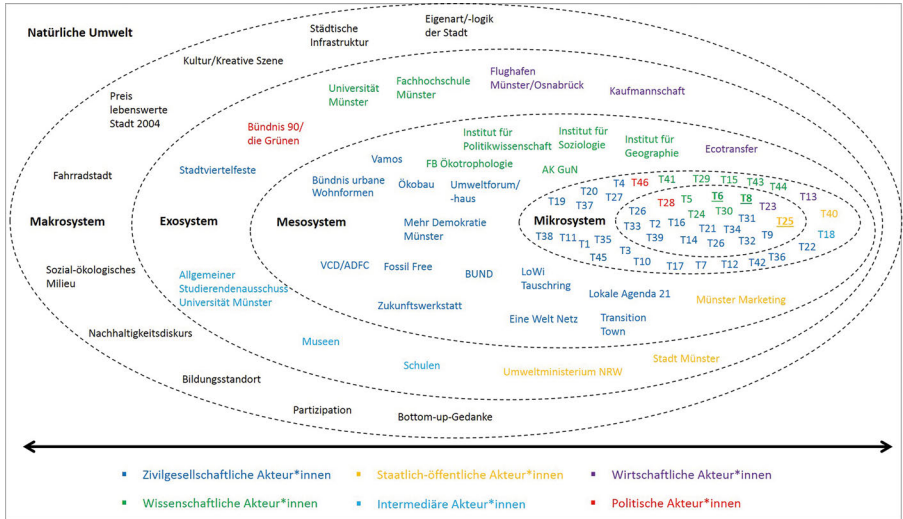 Natürliche Umwelt
Eigenart/-logik
der Stadt
Städtische
Infrastruktur
Kultur/Kreative Szene
Preis
lebenswerte
Stadt 2004
Fahrradstadt
Makrosystem
Sozial-ökologisches
Milieu
Nachhaltigkeitsdiskurs
Bildungsstandort
Partizipation
Bottom-up-Gedanke
Universität
Münster
Fachhochschule
Münster
Flughafen
Münster/Osnabrück
Kaufmannschaft
Bündnis 90/
die Grünen
Stadtviertelfeste
Exosystem
Allgemeiner
Studierendenausschuss
Universität Münster
Museen
Schulen
Umweltministerium NRW
Stadt Münster
Institut für
Politikwissenschaft
Institut für
Soziologie
Institut für
Geographie
Ecotransfer
Vamos
FB Ökotrophologie
AK GuN
Bündnis urbane
Wohnformen
Ökobau
Umweltforum/
-haus
Mesosystem
Mehr Demokratie
Münster
VCD/ADFC
Fossil Free
BUND
LoWi
Tauschring
Zukunftswerkstatt
Lokale Agenda 21
Münster Marketing
Eine Welt Netz
Transition
Town
Mikrosystem
T4 T46 T41 T29 T15 T43 T44
T20
T19 T37 T27 T13
T28 T5 T6 T8
T26 T24 T30 T23 T40
T33 T2 T16 T31 T25
T21 T34 T18
T38 T11 T1 T35 T39 T14 T26 T32 T9
T45 T3 T10 T22
T17 T7 T12 T42 T36
Zivilgesellschaftliche Akteur*innen
Staatlich-öffentliche Akteur*innen
Wirtschaftliche Akteur*innen
Wissenschaftliche Akteur*innen
Intermediäre Akteur*innen
Politische Akteur*innen